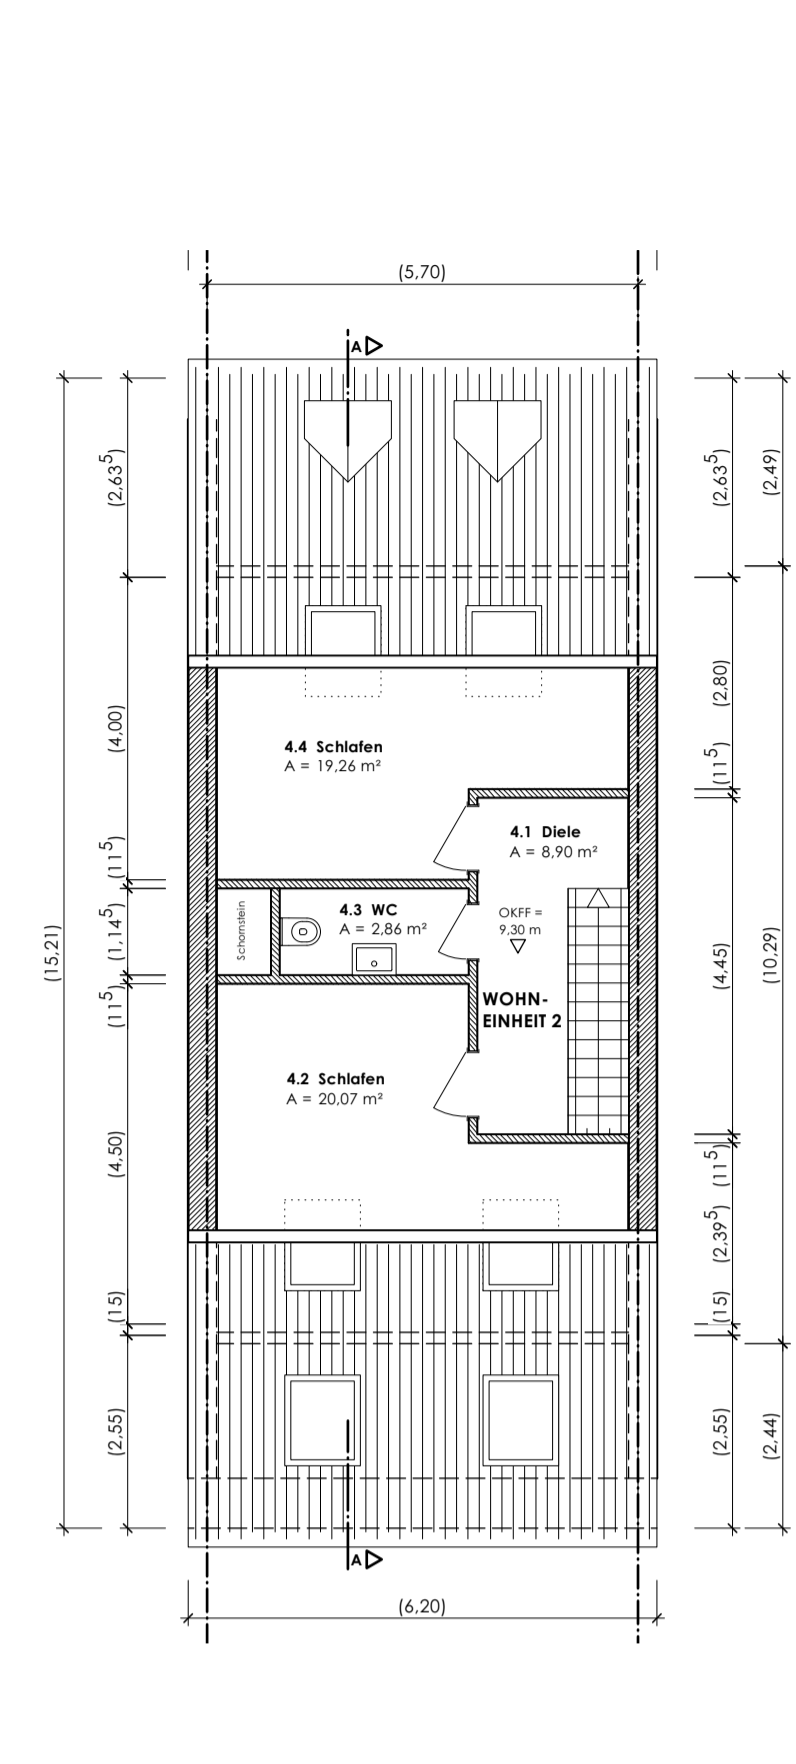 (5,70)
A
(2,63⁵)
(2,63⁵)
(2,49)
(4,00)
(2,80)
4.4 Schlafen
A = 19,26 m²
(11⁵)
4.1 Diele
A = 8,90 m²
(11⁵)
(1,14⁵)
Schornstein
4.3 WC
A = 2,86 m²
OKFF =
9,30 m
(15,21)
(4,45)
(10,29)
(11⁵)
WOHN-
EINHEIT 2
4.2 Schlafen
A = 20,07 m²
(4,50)
(11⁵)
(2,39⁵)
(15)
(15)
(2,55)
(2,55)
(2,44)
A
(6,20)